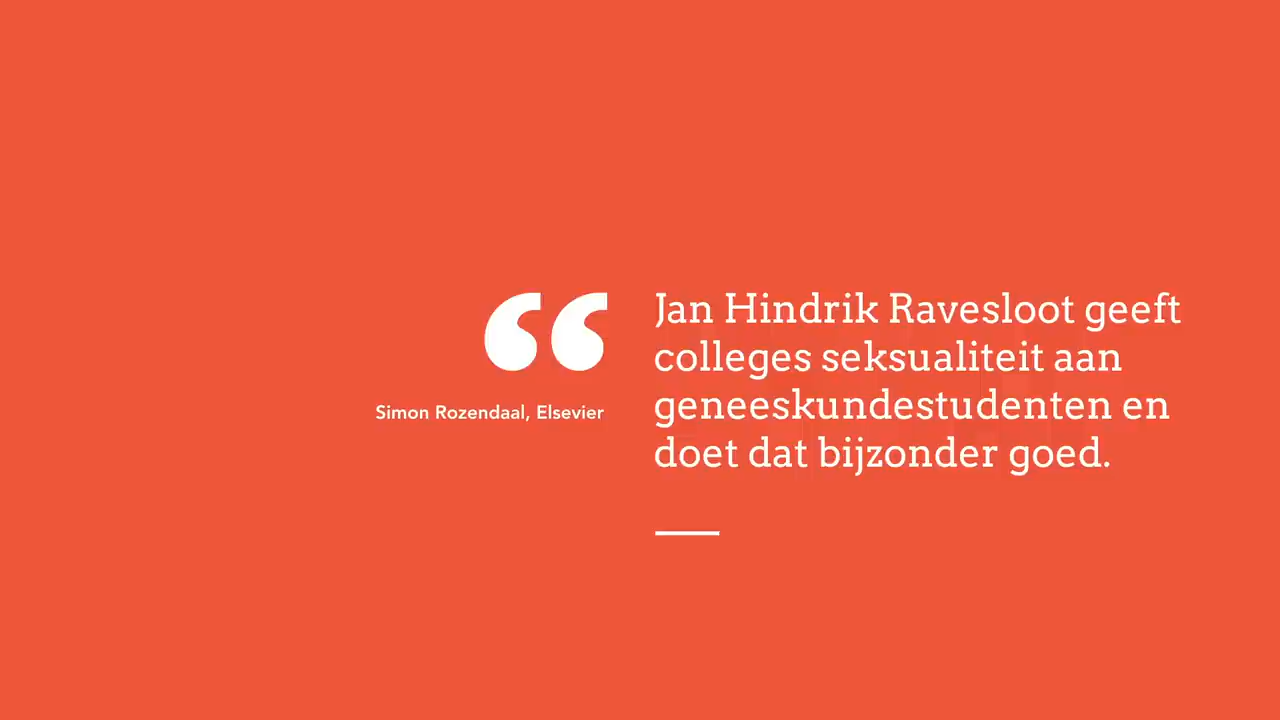 “
Simon Rozendaal, Elsevier
Jan Hindrik Ravesloot geeft
colleges seksualiteit aan
geneeskundestudenten en
doet dat bijzonder goed.